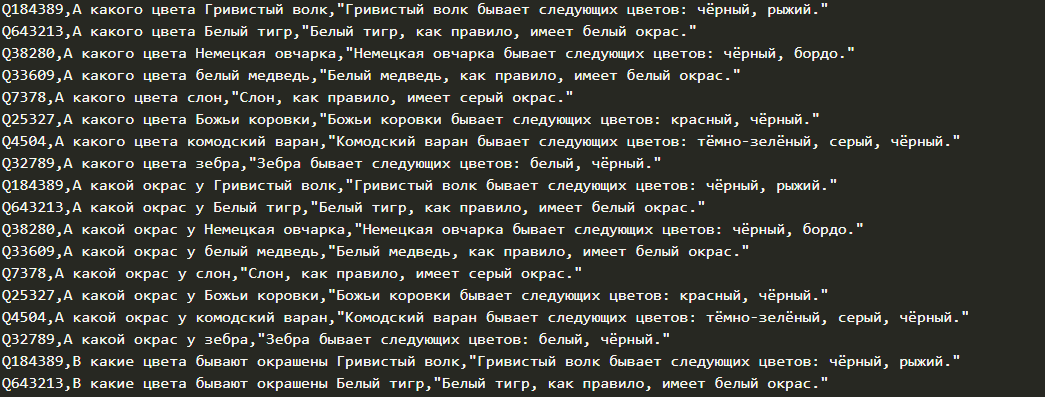 Q184389,А какого цвета Гривистый волк,"Гривистый волк бывает следующих цветов: чёрный, рыжий."
Q643213,А какого цвета Белый тигр,"Белый тигр, как правило, имеет белый окрас."
Q38280,А какого цвета Немецкая овчарка,"Немецкая овчарка бывает следующих цветов: чёрный, бордо."
Q33609,А какого цвета белый медведь,"Белый медведь, как правило, имеет белый окрас."
Q7378,А какого цвета слон,"Слон, как правило, имеет серый окрас."
Q25327,А какого цвета Божьи коровки,"Божьи коровки бывает следующих цветов: красный, чёрный."
Q4504,А какого цвета комодский варан,"Комодский варан бывает следующих цветов: тёмно-зелёный, серый, чёрный."
Q32789,А какого цвета зебра,"Зебра бывает следующих цветов: белый, чёрный."
Q184389,А какой окрас у Гривистый волк,"Гривистый волк бывает следующих цветов: чёрный, рыжий."
Q643213,А какой окрас у Белый тигр,"Белый тигр, как правило, имеет белый окрас."
Q38280,А какой окрас у Немецкая овчарка,"Немецкая овчарка бывает следующих цветов: чёрный, бордо."
Q33609,А какой окрас у белый медведь,"Белый медведь, как правило, имеет белый окрас."
Q7378,А какой окрас у слон,"Слон, как правило, имеет серый окрас."
Q25327,А какой окрас у Божьи коровки,"Божьи коровки бывает следующих цветов: красный, чёрный."
Q4504,А какой окрас у комодский варан,"Комодский варан бывает следующих цветов: тёмно-зелёный, серый, чёрный."
Q32789,А какой окрас у зебра,"Зебра бывает следующих цветов: белый, чёрный."
Q184389,В какие цвета бывают окрашены Гривистый волк,"Гривистый волк бывает следующих цветов: чёрный, рыжий."
Q643213,В какие цвета бывают окрашены Белый тигр,"Белый тигр, как правило, имеет белый окрас."